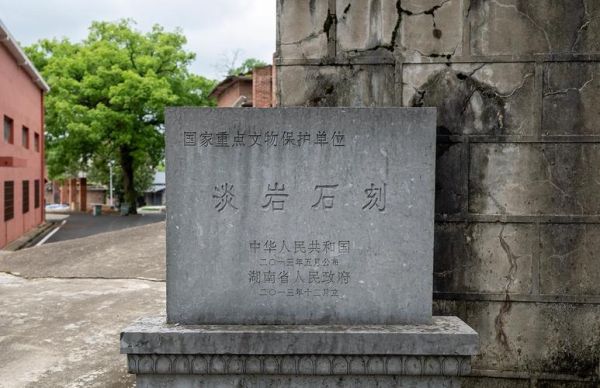 国家重点文物保护单位
淡岩石刻
中华人民共和国
二〇一三年五月公布
湖南省人民政府
二〇一三年十二月立